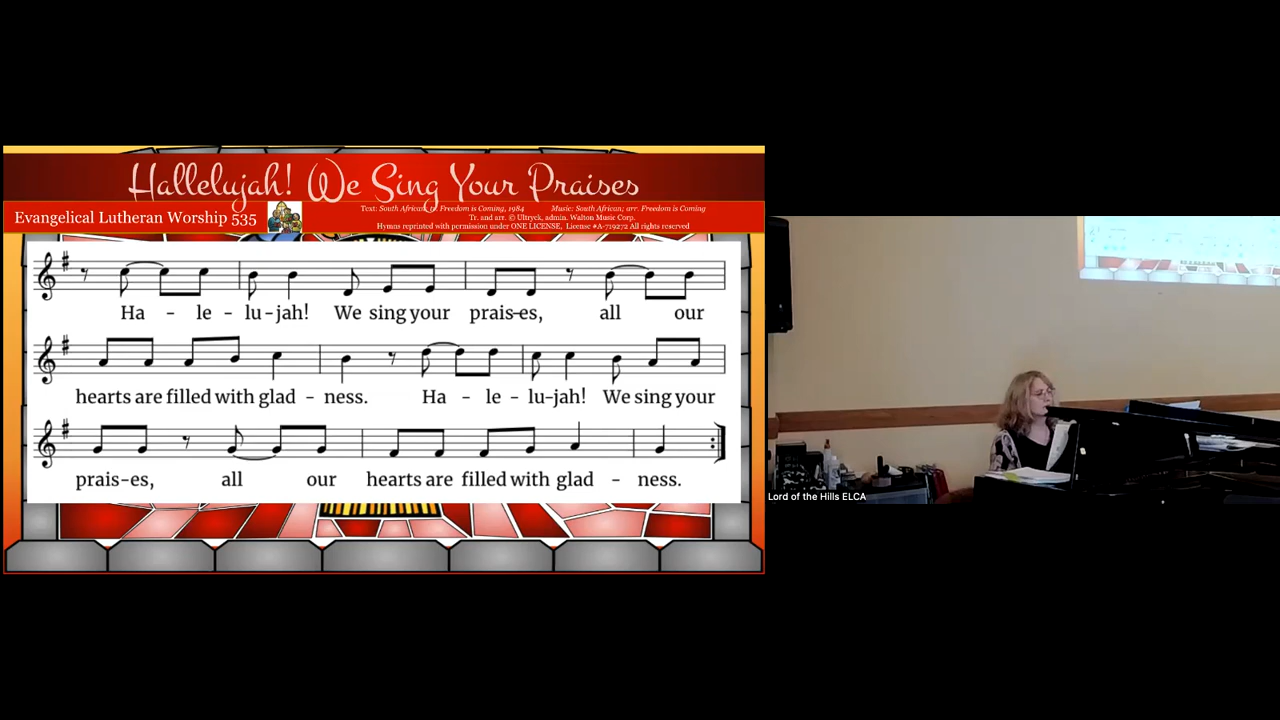 Hallelujah! We Sing Your Praises
Evangelical Lutheran Worship 535
Text: South African, tr. Freedom is Coming, 1984 Music: South African; arr. Freedom is Coming
Tr. and arr. © Ultryck, admin. Walton Music Corp.
Hymns reprinted with permission under ONE LICENSE, License #A-719272 All rights reserved
Ha - le - lu - jah! We sing your prais-es, all our
hearts are filled with glad - ness. Ha - le - lu-jah! We sing your
prais-es, all our hearts are filled with glad - ness.
Lord of the Hills ELCA